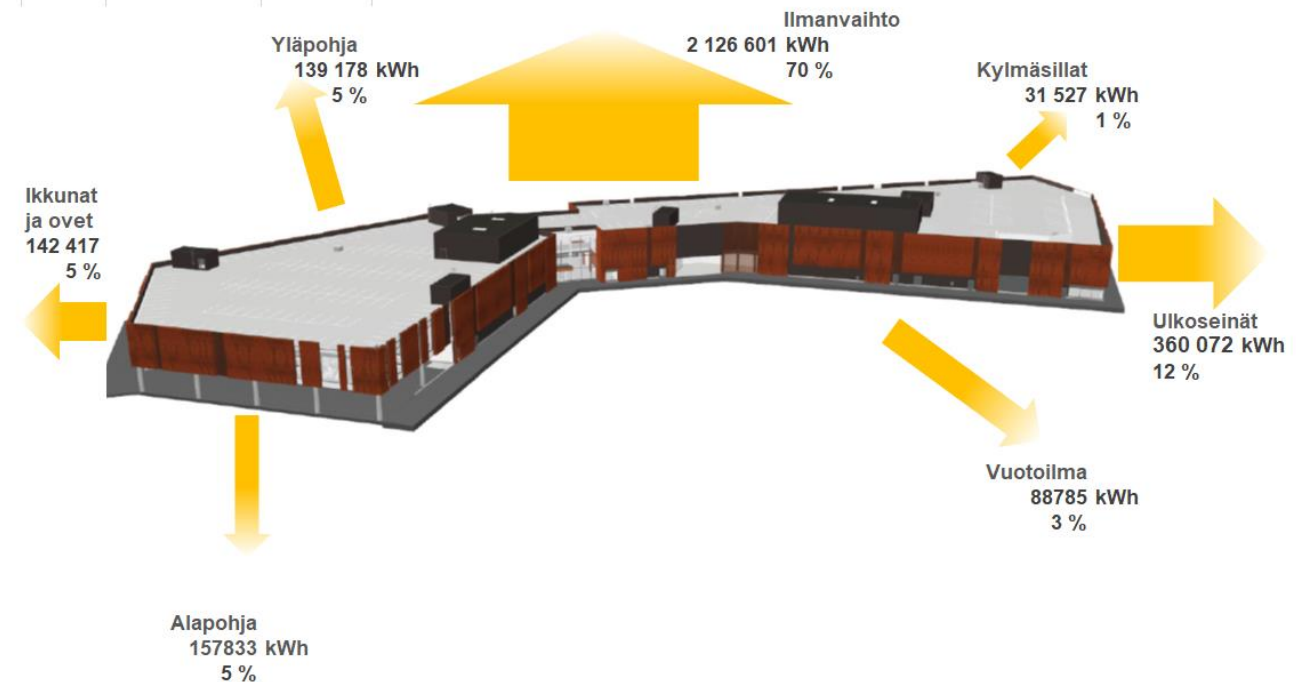 Ilmanvaihto
2 126 601 kWh
70 %
Yläpohja
139 178 kWh
5 %
Kylmäsillat
31 527 kWh
1 %
Ikkunat
ja ovet
142 417
5 %
Ulkoseinät
360 072 kWh
12 %
Vuotoilma
88785 kWh
3 %
Alapohja
157833 kWh
5 %